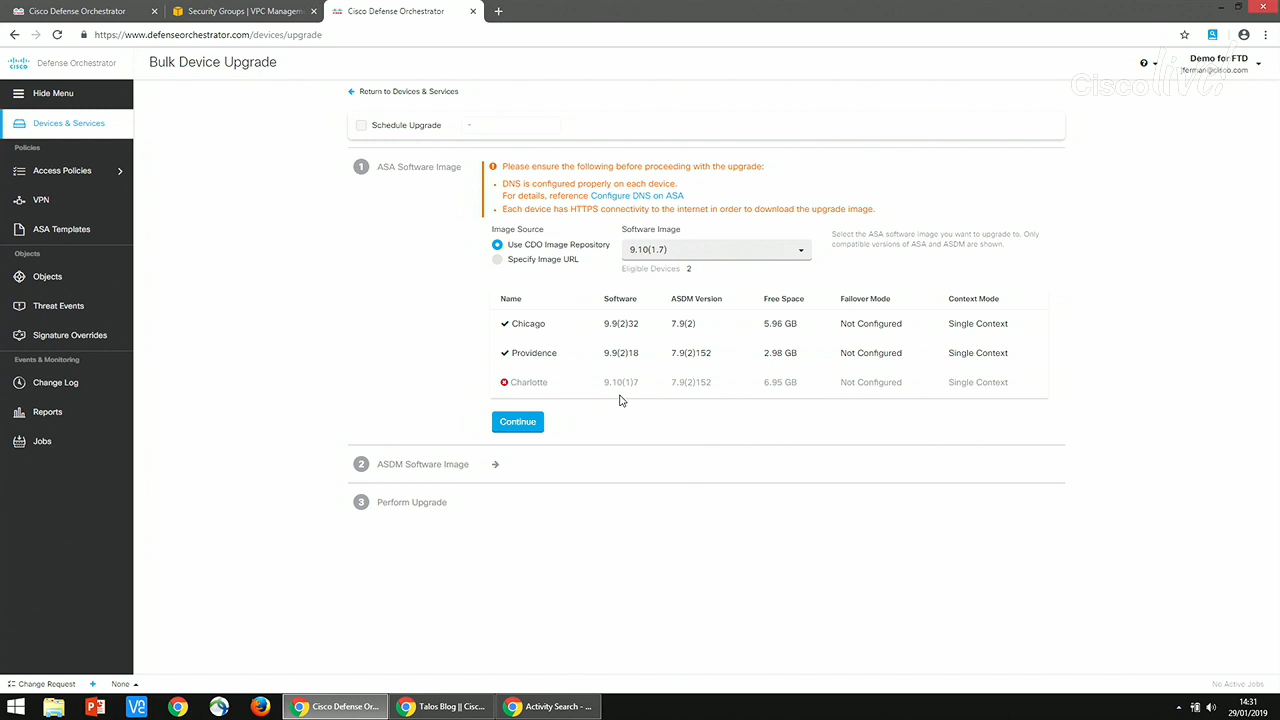 Cisco Defense Orchestrator
Security Groups | VPC Managem
Cisco Defense Orchestrator
https://www.defenseorchestrator.com/devices/upgrade
CISCO
Defense Orchestrator
Bulk Device Upgrade
Demo for FTD
jferman@cisco.com
Cisco live!
Hide Menu
Return to Devices & Services
Devices & Services
Schedule Upgrade
-
Policies
Access Policies
VPN
ASA Templates
Objects
Objects
Threat Events
Signature Overrides
Events & Monitoring
Change Log
Reports
Jobs
1 ASA Software Image
Please ensure the following before proceeding with the upgrade:
• DNS is configured properly on each device.
For details, reference Configure DNS on ASA
• Each device has HTTPS connectivity to the internet in order to download the upgrade image.
Image Source
Use CDO Image Repository
Specify Image URL
Software Image
9.10(1.7)
Eligible Devices 2
Select the ASA software image you want to upgrade to. Only
compatible versions of ASA and ASDM are shown.
Name Software ASDM Version Free Space Failover Mode Context Mode
Chicago 9.9(2)32 7.9(2) 5.96 GB Not Configured Single Context
Providence 9.9(2)18 7.9(2)152 2.98 GB Not Configured Single Context
Charlotte 9.10(1)7 7.9(2)152 6.95 GB Not Configured Single Context
Continue
2 ASDM Software Image
3 Perform Upgrade
Change Request + None
No Active Jobs
Cisco Defense Or...
Talos Blog || Cisc...
Activity Search - ...
14:31
29/01/2019